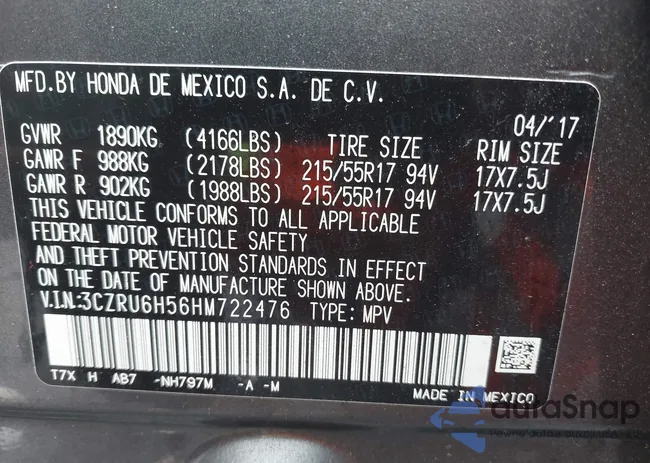 MFD.BY HONDA DE MEXICO S.A. DE C.V.
04/'17
GVWR 1890KG (4166LBS) TIRE SIZE RIM SIZE
GAWR F 988KG (2178LBS) 215/55R17 94V 17X7.5J
GAWR R 902KG (1988LBS) 215/55R17 94V 17X7.5J
THIS VEHICLE CONFORMS TO ALL APPLICABLE
FEDERAL MOTOR VEHICLE SAFETY
AND THEFT PREVENTION STANDARDS IN EFFECT
ON THE DATE OF MANUFACTURE SHOWN ABOVE.
V.I.N:3CZRU6H56HM722476 TYPE:MPV
T7X H AB7 -NH797M -A -M
MADE IN MEXICO
autoSnap